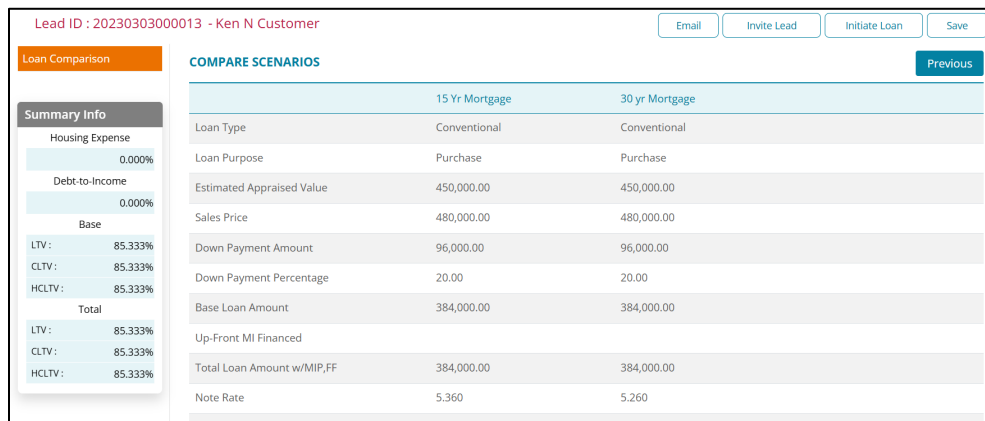 Lead ID : 20230303000013 - Ken N Customer
Email Invite Lead Initiate Loan Save
Loan Comparison
COMPARE SCENARIOS
Previous
Summary Info
Housing Expense
0.000%
Debt-to-Income
0.000%
Base
LTV : 85.333%
CLTV : 85.333%
HCLTV : 85.333%
Total
LTV : 85.333%
CLTV : 85.333%
HCLTV : 85.333%
15 Yr Mortgage 30 yr Mortgage
Loan Type Conventional Conventional
Loan Purpose Purchase Purchase
Estimated Appraised Value 450,000.00 450,000.00
Sales Price 480,000.00 480,000.00
Down Payment Amount 96,000.00 96,000.00
Down Payment Percentage 20.00 20.00
Base Loan Amount 384,000.00 384,000.00
Up-Front MI Financed
Total Loan Amount w/MIP,FF 384,000.00 384,000.00
Note Rate 5.360 5.260